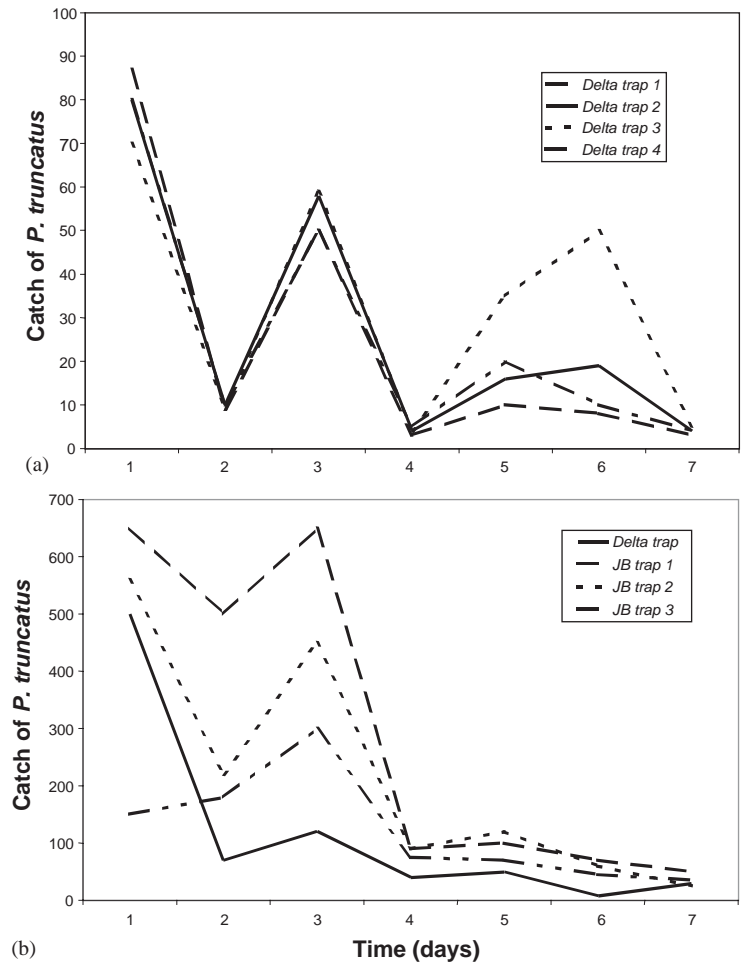 100
90
80
70
60
50
40
30
20
10
0
Catch of P. truncatus
Delta trap 1
Delta trap 2
Delta trap 3
Delta trap 4
1 2 3 4 5 6 7
(a)
700
600
500
400
300
200
100
0
Catch of P. truncatus
Delta trap
JB trap 1
JB trap 2
JB trap 3
1 2 3 4 5 6 7
(b)
Time (days)